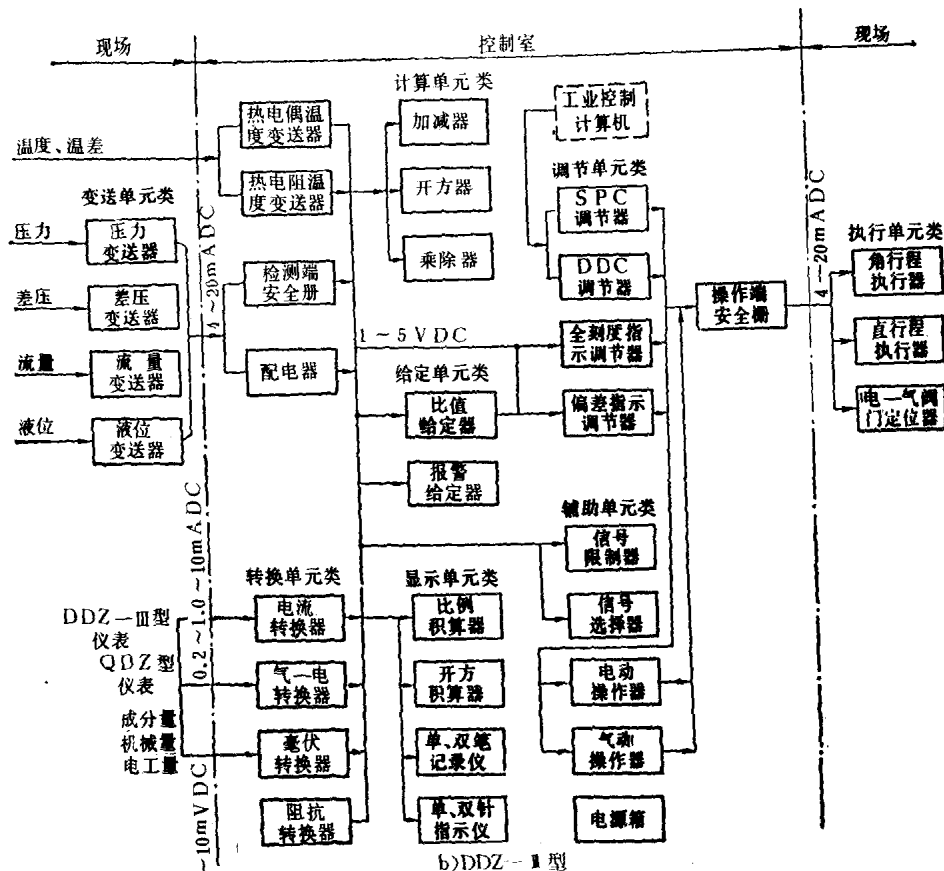 现场
控制室
现场
计算单元类
热电偶温
度变送器
加减器
工业控制
计算机
温度、温差
热电阻温
度变送器
开方器
调节单元类
SPC
调节器
变送单元类
压力
压力
变送器
4~20mADC
检测端
安全册
乘除器
DDC
调节器
操作端
安全栅
4~20mADC
执行单元类
角行程
执行器
差压
差压
变送器
1~5VDC
全刻度指
示调节器
直行程
执行器
流量
流量
变送器
配电器
给定单元类
比值
给定器
偏差指示
调节器
电—气阀
门定位器
液位
液位
变送器
报警
给定器
辅助单元类
信号
限制器
0.2~1.0~10mADC
转换单元类
显示单元类
DDZ—Ⅲ型
仪表
电流
转换器
比例
积算器
信号
选择器
QDZ型
仪表
气—电
转换器
开方
积算器
电动
操作器
成分量
机械量
电工量
毫伏
转换器
单、双笔
记录仪
气动
操作器
~10mVDC
阻抗
转换器
单、双针
指示仪
电源箱
b)DDZ—Ⅲ型